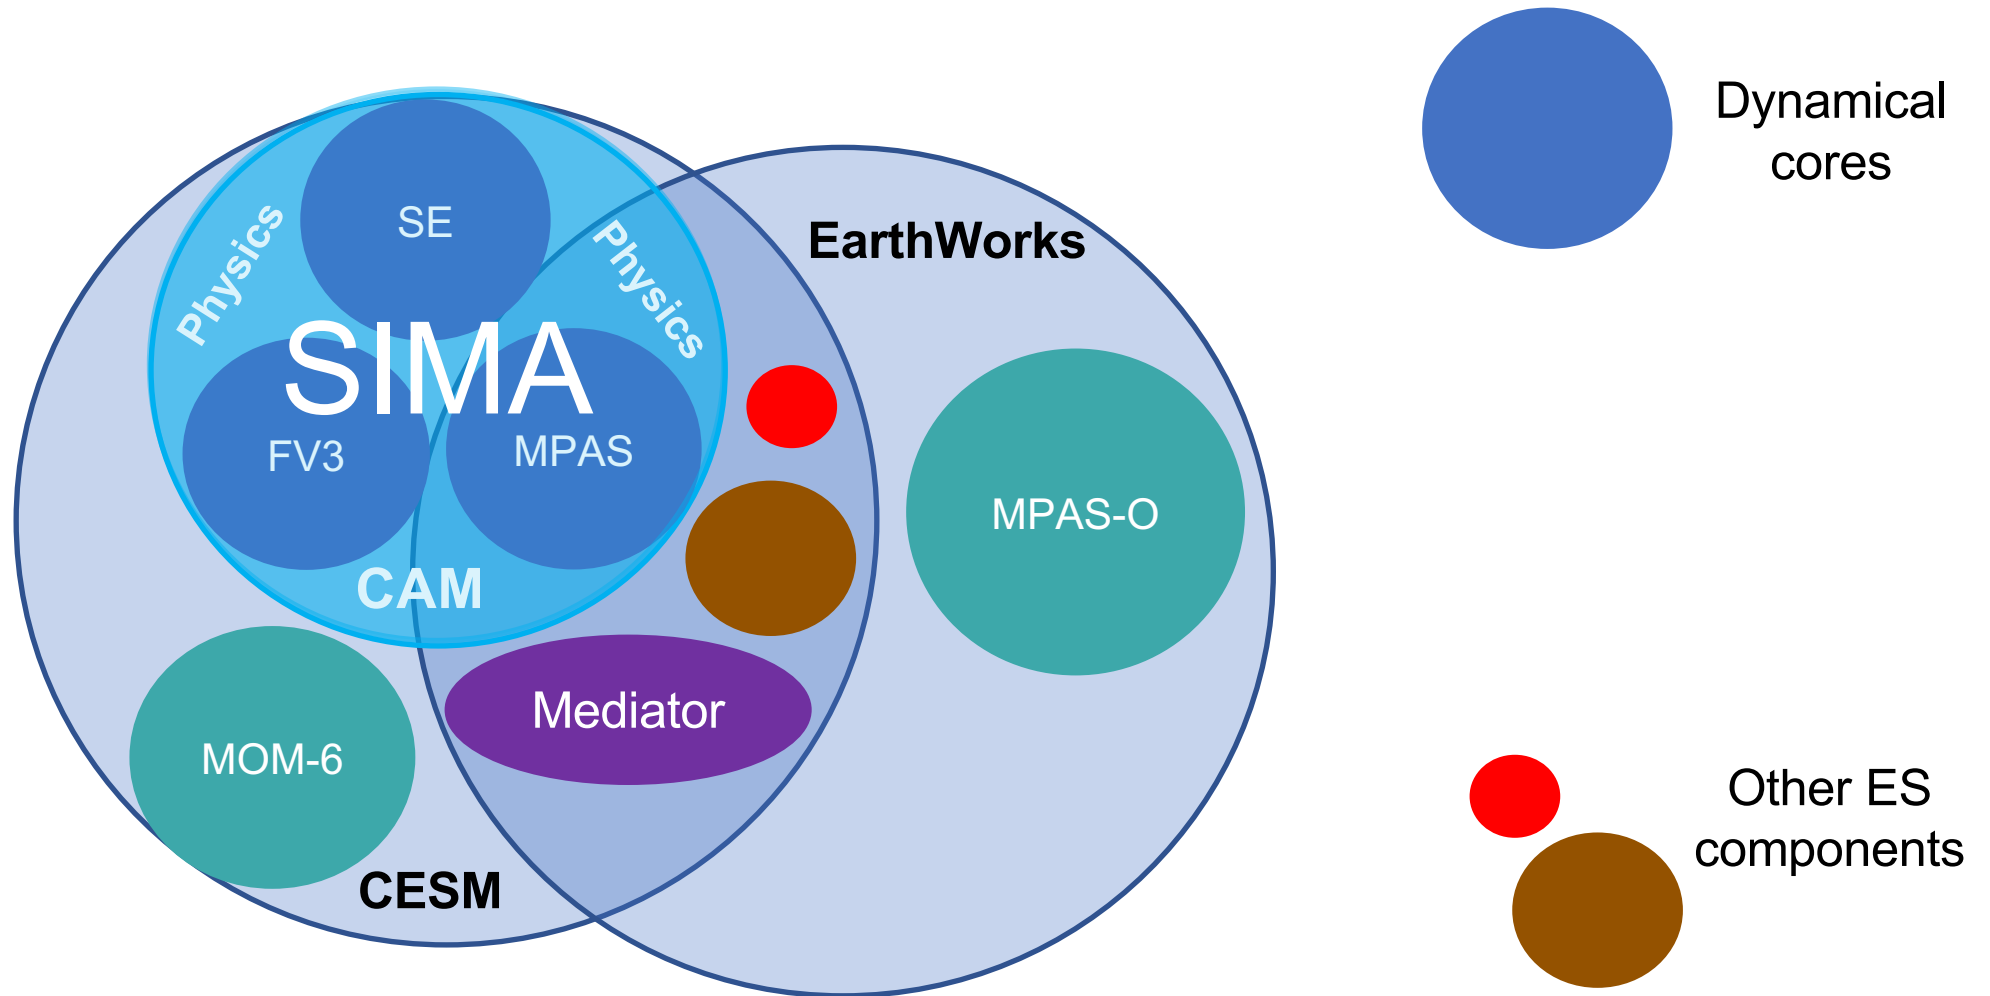 Dynamical
cores
SE
Physics
Physics
EarthWorks
SIMA
FV3
MPAS
MPAS-O
CAM
Mediator
MOM-6
CESM
Other ES
components